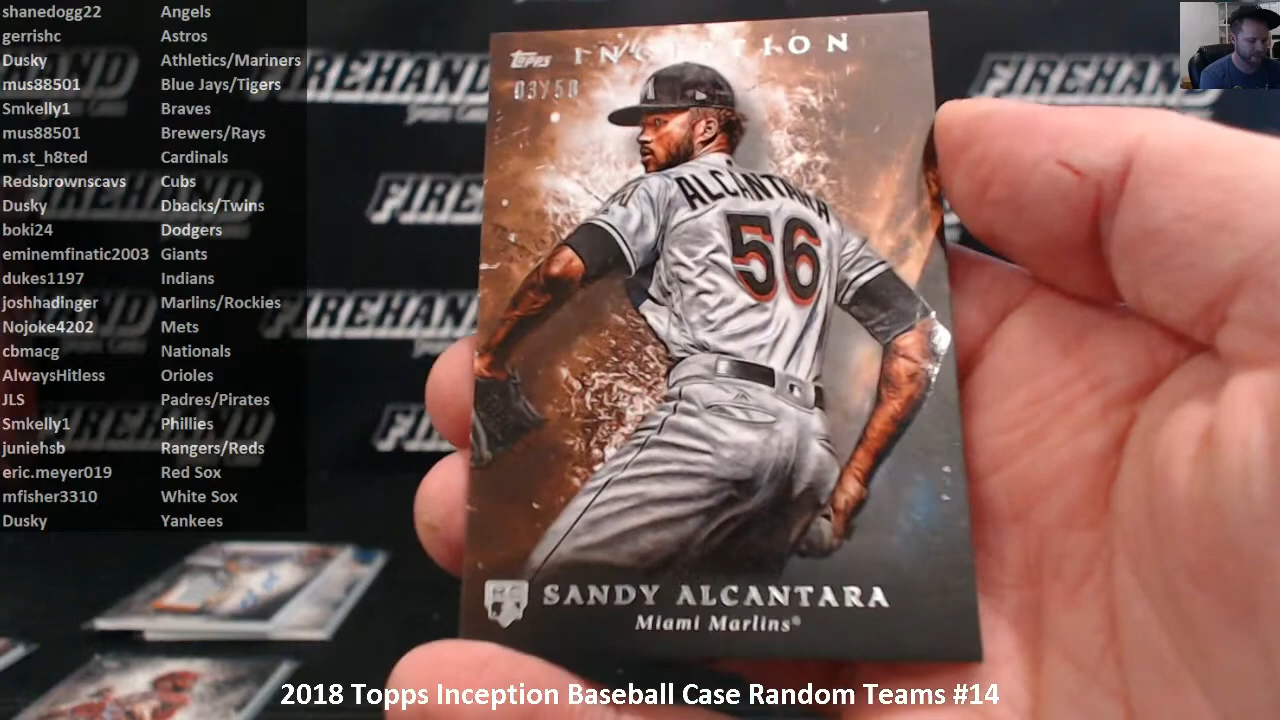 shanedogg22 Angels
gerrishc Astros
Dusky Athletics/Mariners
mus88501 Blue Jays/Tigers
Smkelly1 Braves
mus88501 Brewers/Rays
m.st_h8ted Cardinals
Redsbrownscavs Cubs
Dusky Dbacks/Twins
boki24 Dodgers
eminemfinatic2003 Giants
dukes1197 Indians
joshhadinger Marlins/Rockies
Nojoke4202 Mets
cbmacg Nationals
AlwaysHitless Orioles
JLS Padres/Pirates
Smkelly1 Phillies
juniehsb Rangers/Reds
eric.meyer019 Red Sox
mfisher3310 White Sox
Dusky Yankees
Topps INCEPTION
03/50
ALCANTARA
56
RC
SANDY ALCANTARA
Miami Marlins®
FIREHAND
FIREHAND
2018 Topps Inception Baseball Case Random Teams #14